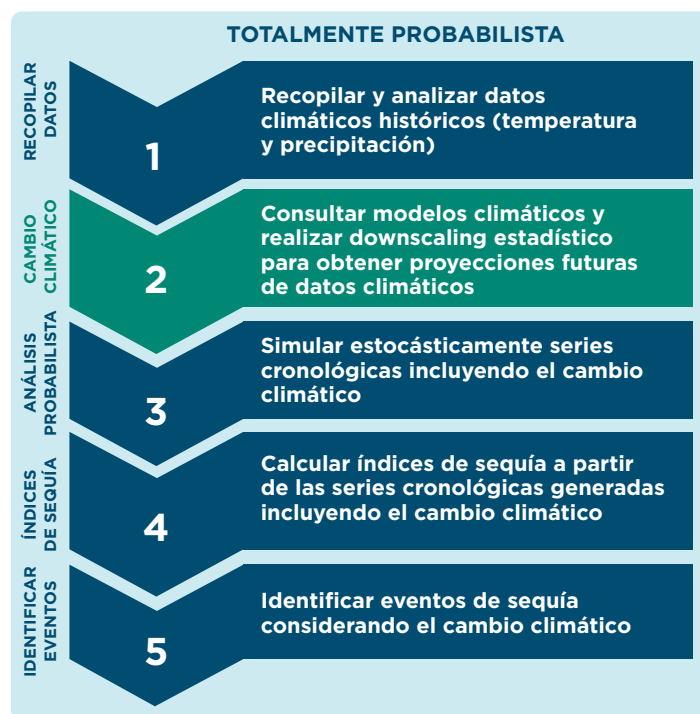 TOTALMENTE PROBABILISTA
RECOPILAR
DATOS
1
Recopilar y analizar datos
climáticos históricos (temperatura
y precipitación)
CAMBIO
CLIMÁTICO
2
Consultar modelos climáticos y
realizar downscaling estadístico
para obtener proyecciones futuras
de datos climáticos
ANÁLISIS
PROBABILISTA
3
Simular estocásticamente series
cronológicas incluyendo el cambio
climático
ÍNDICES
DE SEQUÍA
4
Calcular índices de sequía a partir
de las series cronológicas generadas
incluyendo el cambio climático
IDENTIFICAR
EVENTOS
5
Identificar eventos de sequía
considerando el cambio climático